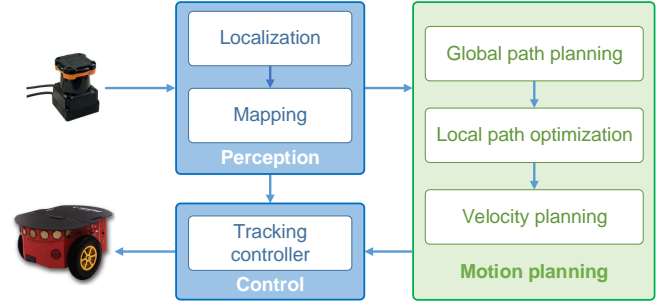 Localization
Mapping
Perception
Global path planning
Local path optimization
Velocity planning
Motion planning
Tracking
controller
Control